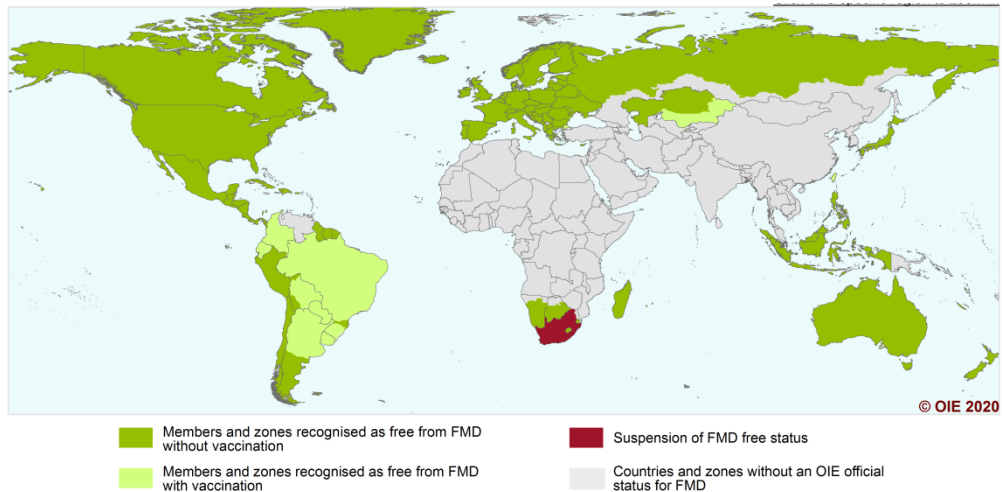 © OIE 2020
Members and zones recognised as free from FMD
without vaccination
Members and zones recognised as free from FMD
with vaccination
Suspension of FMD free status
Countries and zones without an OIE official
status for FMD